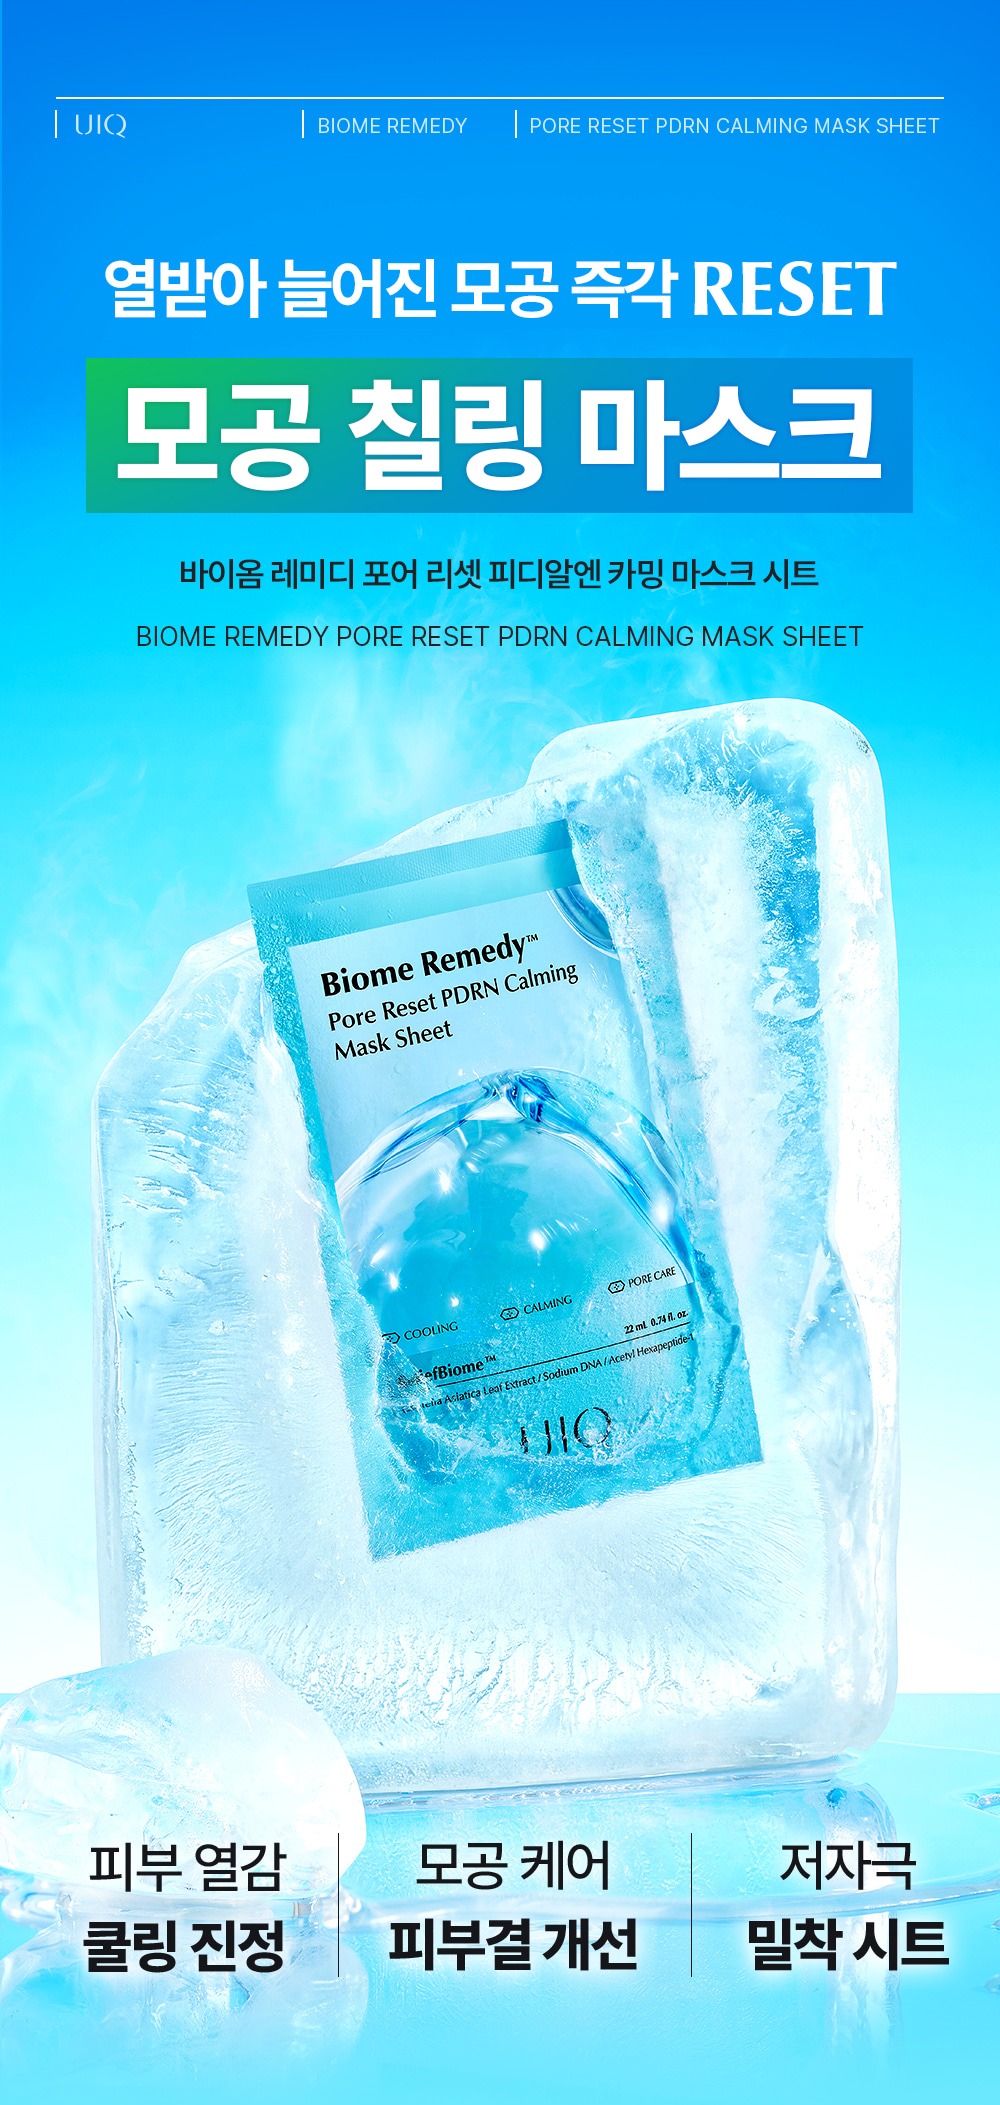 UIQ
BIOME REMEDY
PORE RESET PDRN CALMING MASK SHEET
열받아 늘어진 모공 즉각 RESET
모공 칠링 마스크
바이옴 레미디 포어 리셋 피디알엔 카밍 마스크 시트
BIOME REMEDY PORE RESET PDRN CALMING MASK SHEET
Biome Remedy™
Pore Reset PDRN Calming
Mask Sheet
COOLING
CALMING
PORE CARE
22 mL 0.74 fl. oz.
Asiatica Leaf Extract / Sodium DNA / Acetyl Hexapeptide-1
UIQ
피부 열감
쿨링 진정
모공 케어
피부결 개선
저자극
밀착 시트